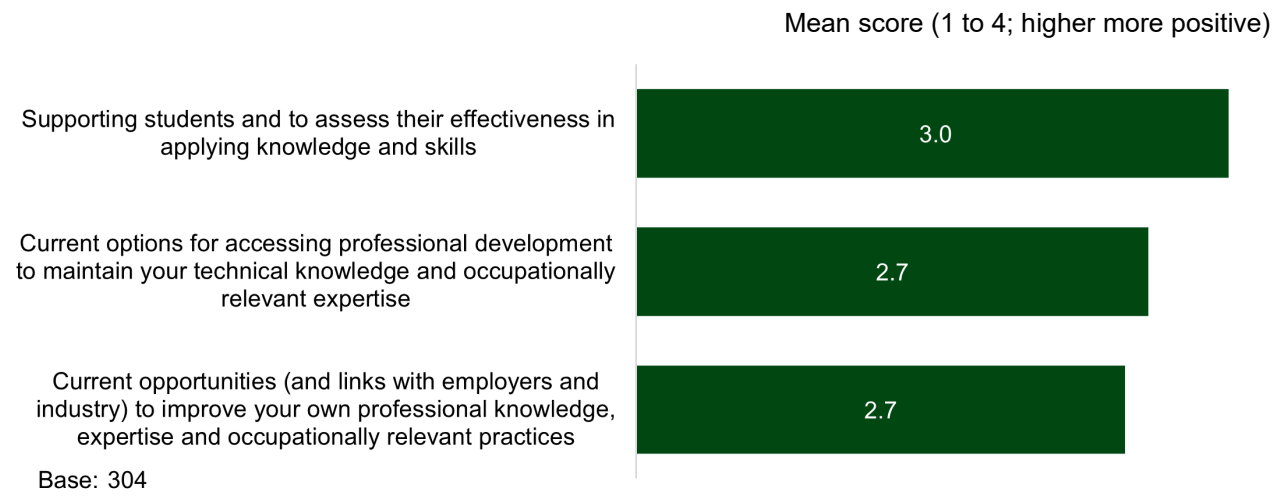 Mean score (1 to 4; higher more positive)
Supporting students and to assess their effectiveness in
applying knowledge and skills
3.0
Current options for accessing professional development
to maintain your technical knowledge and occupationally
relevant expertise
2.7
Current opportunities (and links with employers and
industry) to improve your own professional knowledge,
expertise and occupationally relevant practices
2.7
Base: 304